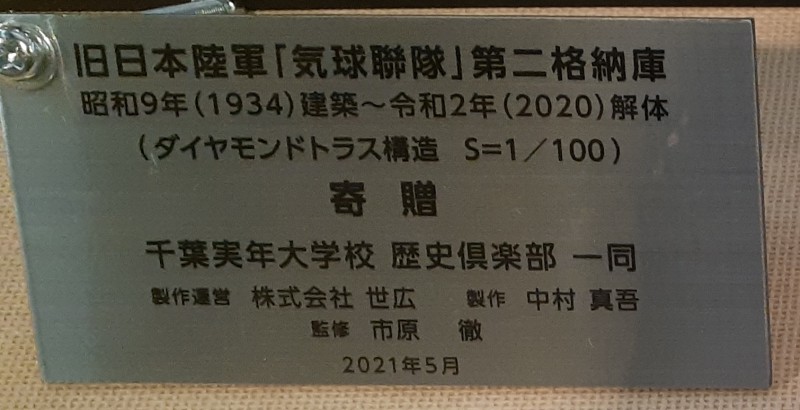 旧日本陸軍「気球聯隊」第二格納庫
昭和9年(1934)建築～令和2年(2020)解体
(ダイヤモンドトラス構造 S=1／100)
寄 贈
千葉実年大学校 歴史倶楽部 一同
製作運営 株式会社 世広 製作 中村 真吾
監修 市原 徹
2021年5月